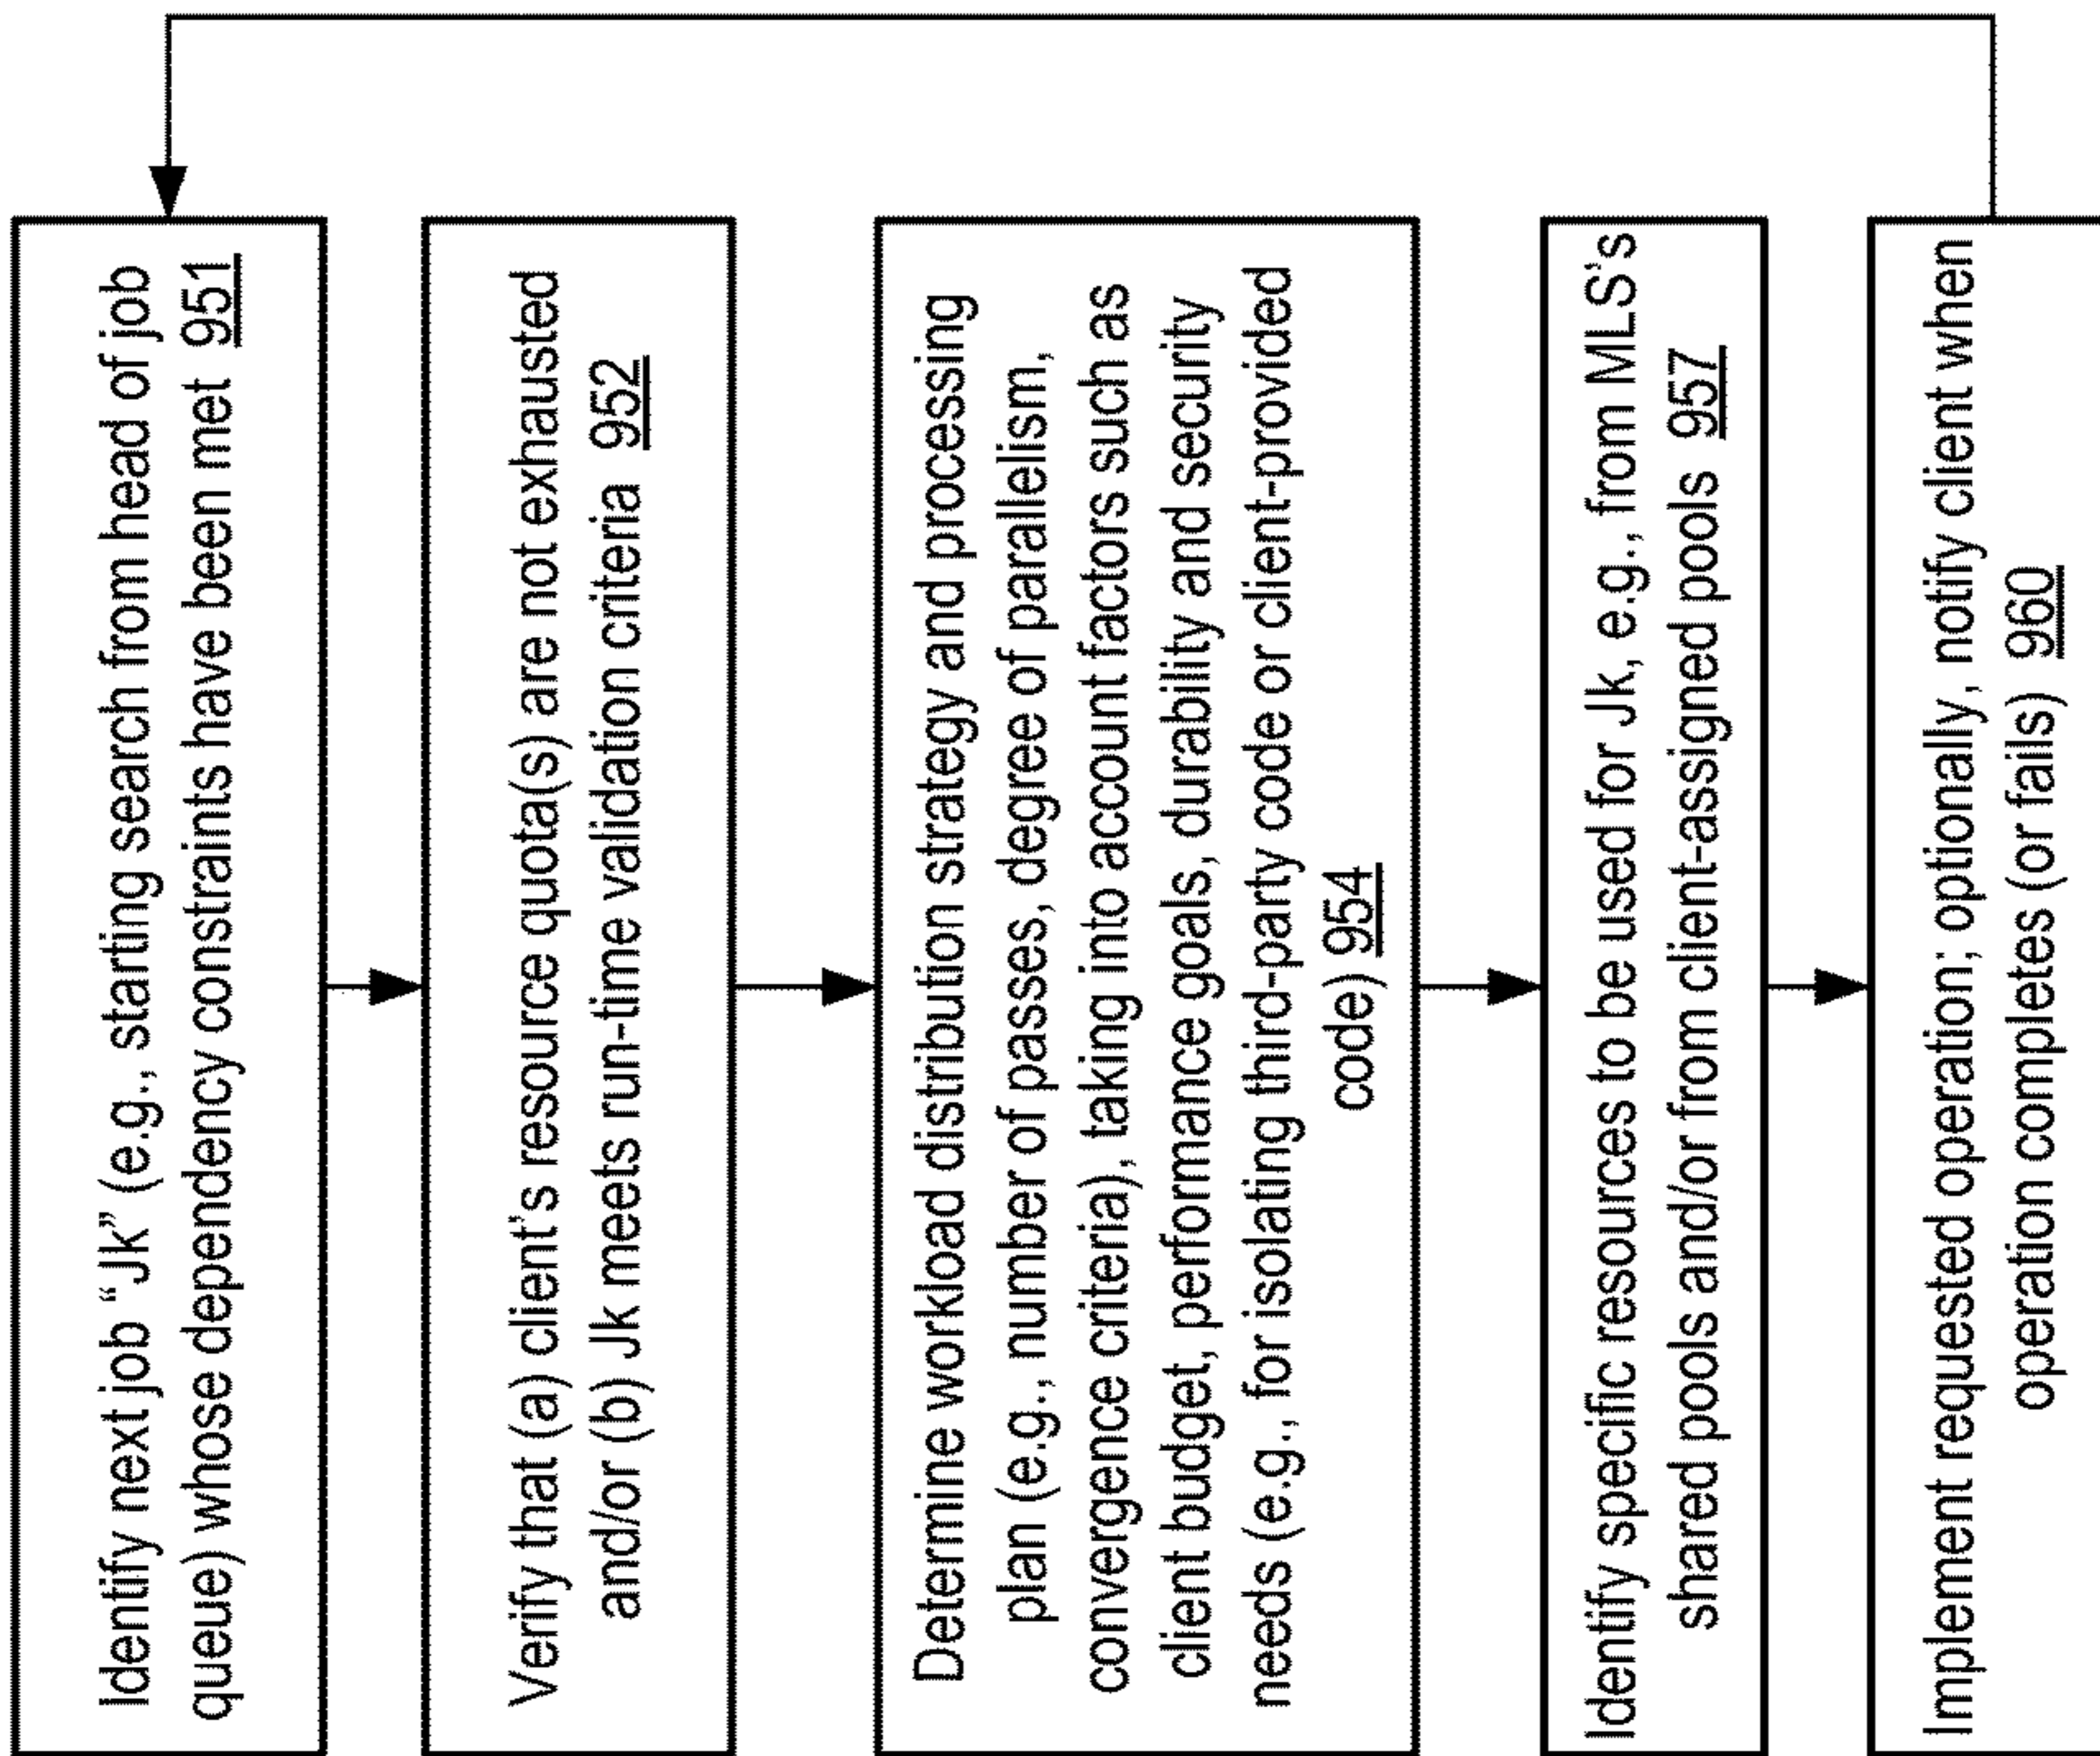 Identify next job “Jk” (e.g., starting search from head of job
queue) whose dependency constraints have been met 951
Verify that (a) client’s resource quota(s) are not exhausted
and/or (b) Jk meets run-time validation criteria 952
Determine workload distribution strategy and processing
plan (e.g., number of passes, degree of parallelism,
convergence criteria), taking into account factors such as
client budget, performance goals, durability and security
needs (e.g., for isolating third-party code or client-provided
code) 954
Identify specific resources to be used for Jk, e.g., from MLS‘s
shared pools and/or from client-assigned pools 957
Implement requested operation; optionally, notify client when
operation completes (or fails) 960